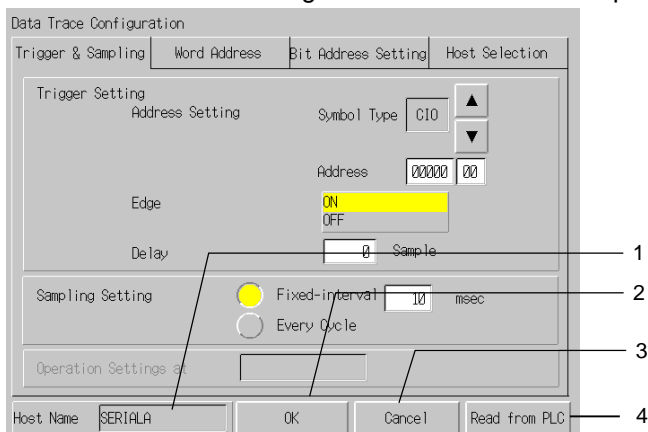 Data Trace Configuration
Trigger & Sampling Word Address Bit Address Setting Host Selection
Trigger Setting
Address Setting Symbol Type CIO ▲
▼
Address 00000 00
Edge ON
OFF
Delay 0 Sample
1
Sampling Setting Fixed-interval 10 msec
2
Every Cycle
3
Operation Settings at
Host Name SERIALA OK Cancel Read from PLC 4